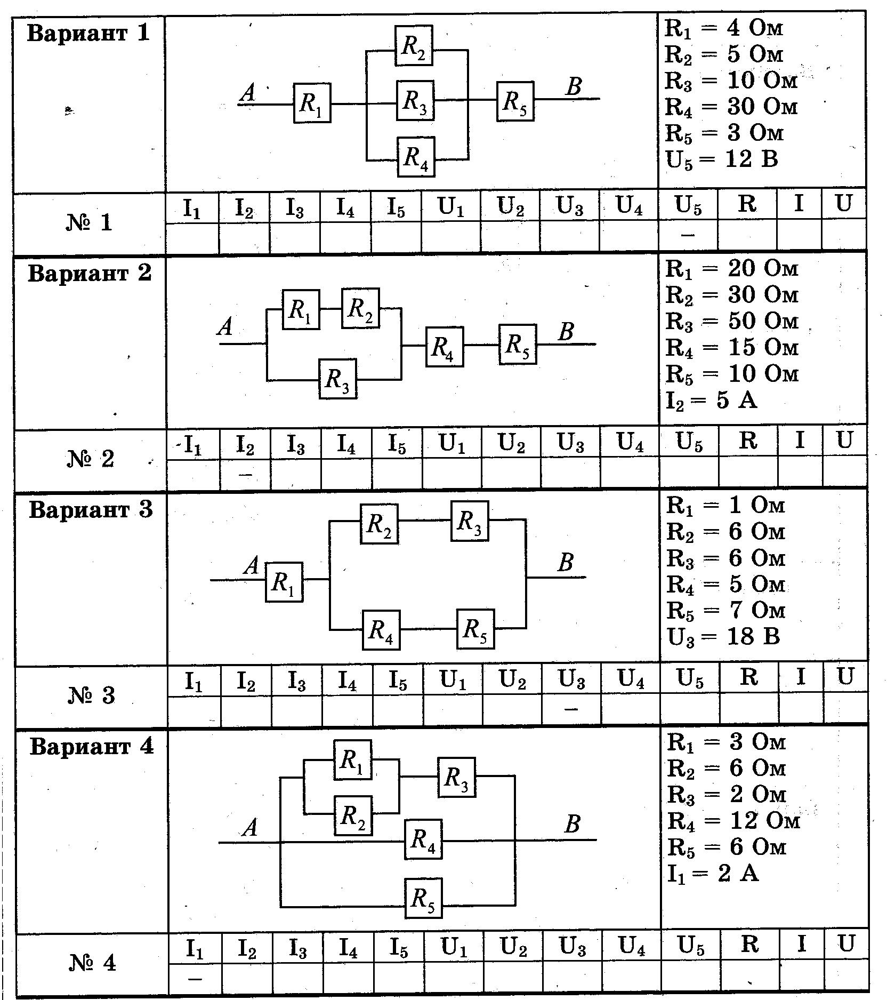 Вариант 1
A
R₁
R₂
R₃
R₄
R₅
B
R₁ = 4 Ом
R₂ = 5 Ом
R₃ = 10 Ом
R₄ = 30 Ом
R₅ = 3 Ом
U₅ = 12 В
№ 1
I₁ I₂ I₃ I₄ I₅ U₁ U₂ U₃ U₄ U₅ R I U
–
Вариант 2
A
R₁ R₂
R₃
R₄
R₅
B
R₁ = 20 Ом
R₂ = 30 Ом
R₃ = 50 Ом
R₄ = 15 Ом
R₅ = 10 Ом
I₂ = 5 А
№ 2
I₁ I₂ I₃ I₄ I₅ U₁ U₂ U₃ U₄ U₅ R I U
–
Вариант 3
A
R₁
R₂ R₃
R₄ R₅
B
R₁ = 1 Ом
R₂ = 6 Ом
R₃ = 6 Ом
R₄ = 5 Ом
R₅ = 7 Ом
U₃ = 18 В
№ 3
I₁ I₂ I₃ I₄ I₅ U₁ U₂ U₃ U₄ U₅ R I U
–
Вариант 4
A
R₁
R₂
R₃
R₄
R₅
B
R₁ = 3 Ом
R₂ = 6 Ом
R₃ = 2 Ом
R₄ = 12 Ом
R₅ = 6 Ом
I₁ = 2 А
№ 4
I₁ I₂ I₃ I₄ I₅ U₁ U₂ U₃ U₄ U₅ R I U
–